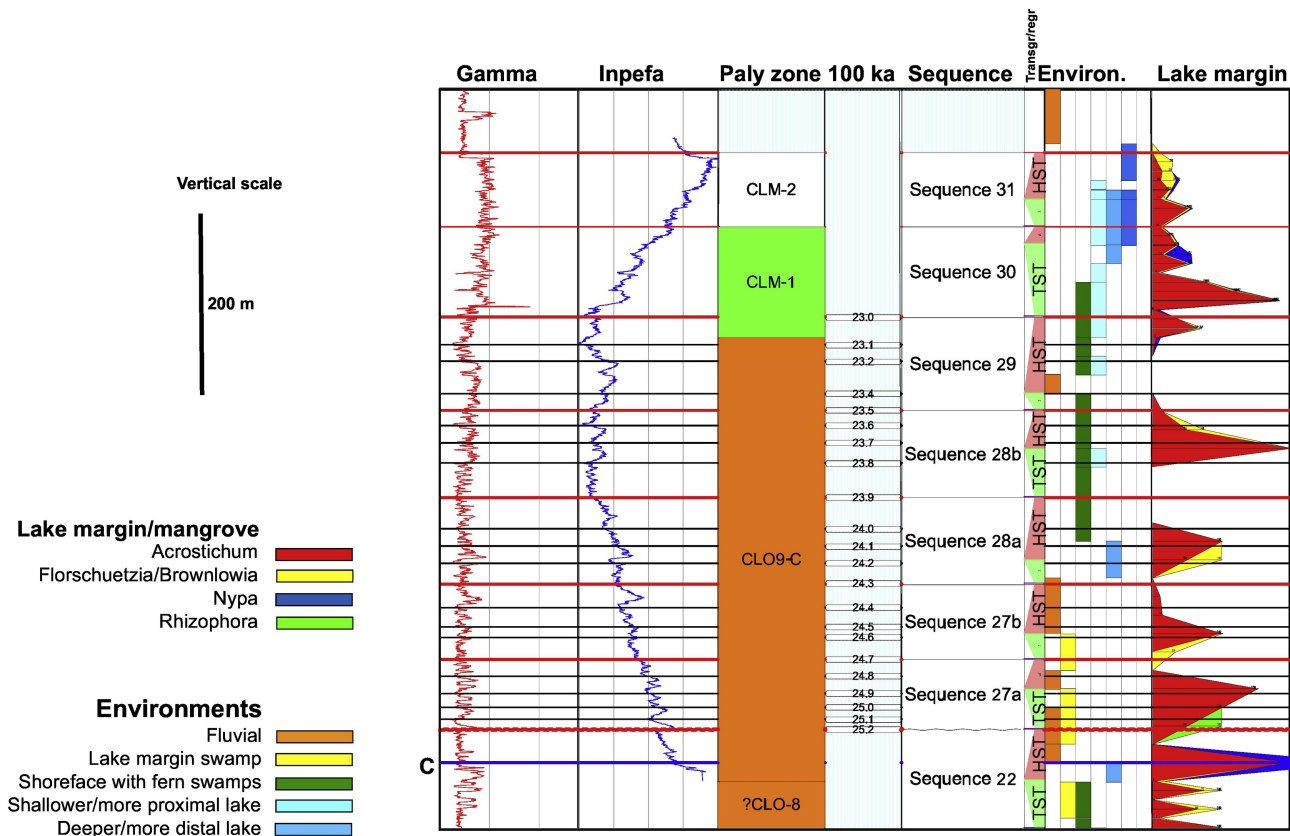 Transgr/regr
Gamma Inpefa Paly zone 100 ka Sequence Environ. Lake margin
Vertical scale
200 m
CLM-2
CLM-1
CLO9-C
?CLO-8
23.0
23.1
23.2
23.4
23.5
23.6
23.7
23.8
23.9
24.0
24.1
24.2
24.3
24.4
24.5
24.6
24.7
24.8
24.9
25.0
25.1
25.2
Sequence 31
Sequence 30
Sequence 29
Sequence 28b
Sequence 28a
Sequence 27b
Sequence 27a
Sequence 22
HST
TST
HST
HST
TST
HST
HST
TST
HST
TST
C
Lake margin/mangrove
Acrostichum
Florschuetzia/Brownlowia
Nypa
Rhizophora
Environments
Fluvial
Lake margin swamp
Shoreface with fern swamps
Shallower/more proximal lake
Deeper/more distal lake